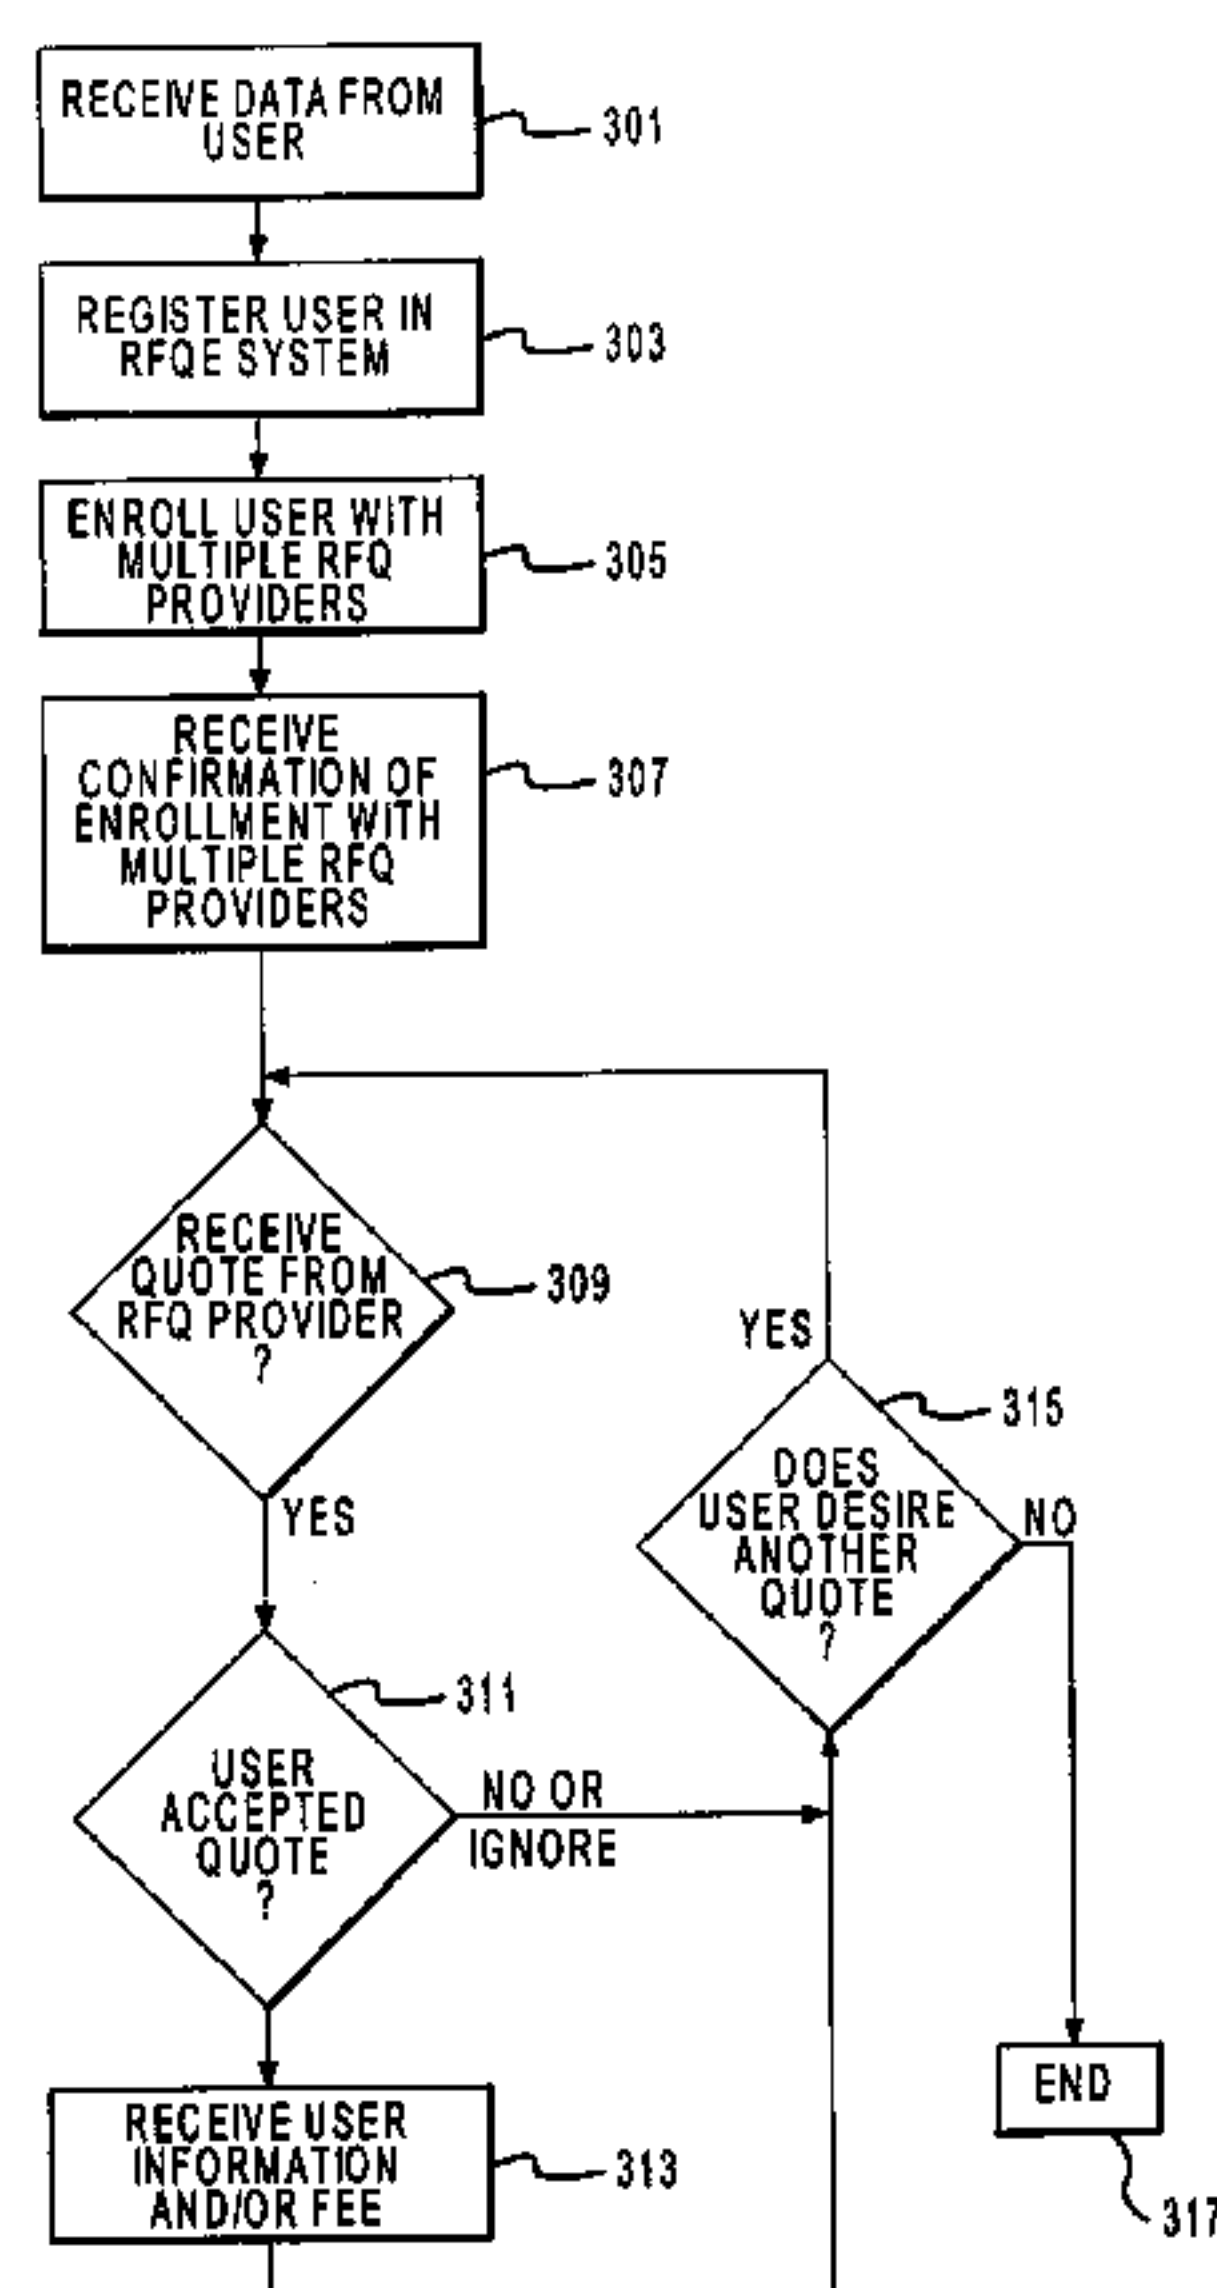 RECEIVE DATA FROM
USER
301
REGISTER USER IN
RFQE SYSTEM
303
ENROLL USER WITH
MULTIPLE RFQ
PROVIDERS
305
RECEIVE
CONFIRMATION OF
ENROLLMENT WITH
MULTIPLE RFQ
PROVIDERS
307
RECEIVE
QUOTE FROM
RFQ PROVIDER
?
309
YES
YES
315
DOES
USER DESIRE
ANOTHER
QUOTE
?
NO
311
USER
ACCEPTED
QUOTE
?
NO OR
IGNORE
END
317
RECEIVE USER
INFORMATION
AND/OR FEE
313